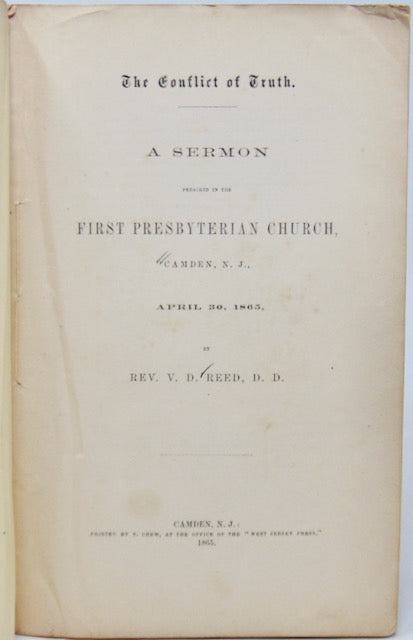 The Conflict of Truth.
A SERMON
PREACHED IN THE
FIRST PRESBYTERIAN CHURCH,
CAMDEN, N. J.,
APRIL 30, 1865,
BY
REV. V. D. REED, D. D.
CAMDEN, N. J.:
PRINTED BY S. CHEW, AT THE OFFICE OF THE "WEST JERSEY PRESS."
1865.